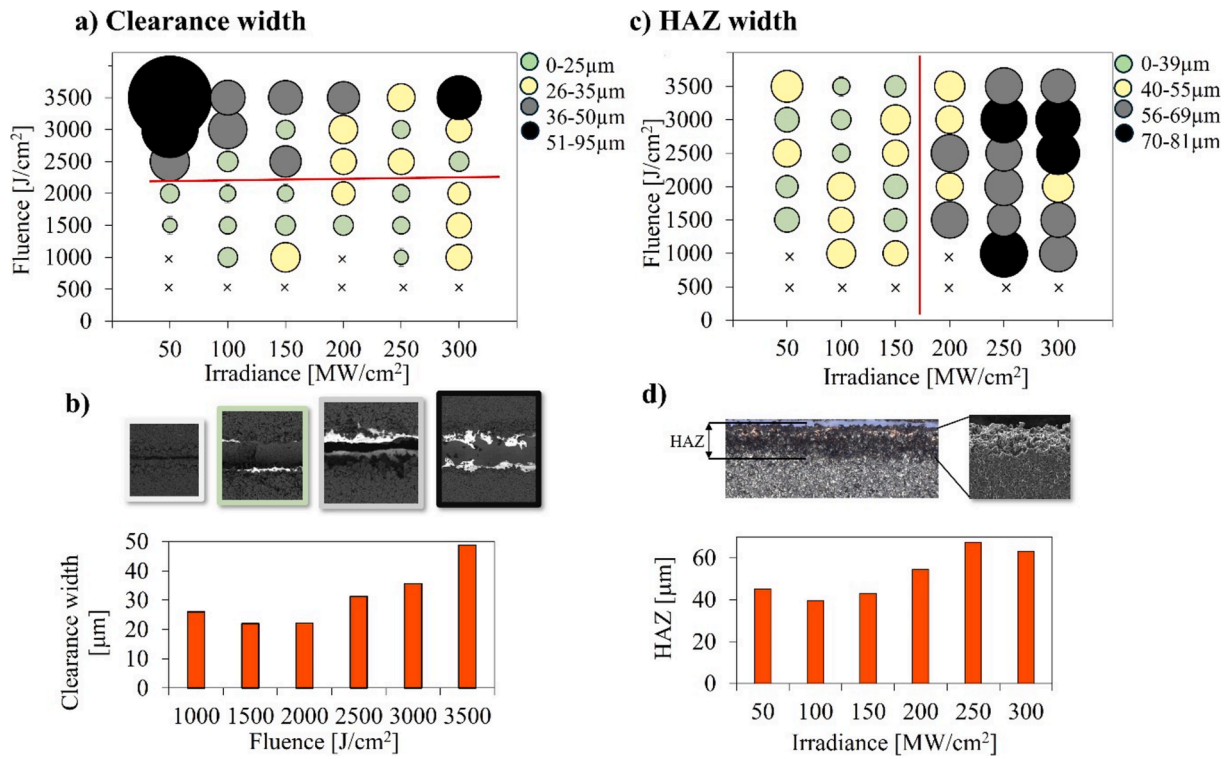 a) Clearance width
Fluence [J/cm²]
3500
3000
2500
2000
1500
1000
500
0
× × × ×
× × × ×
50 100 150 200 250 300
Irradiance [MW/cm²]
0-25µm
26-35µm
36-50µm
51-95µm
c) HAZ width
Fluence [J/cm²]
3500
3000
2500
2000
1500
1000
500
0
50 100 150 200 250 300
Irradiance [MW/cm²]
0-39µm
40-55µm
56-69µm
70-81µm
b)
Clearance width
[µm]
50
40
30
20
10
0
1000 1500 2000 2500 3000 3500
Fluence [J/cm²]
d)
HAZ
HAZ [µm]
60
40
20
0
50 100 150 200 250 300
Irradiance [MW/cm²]